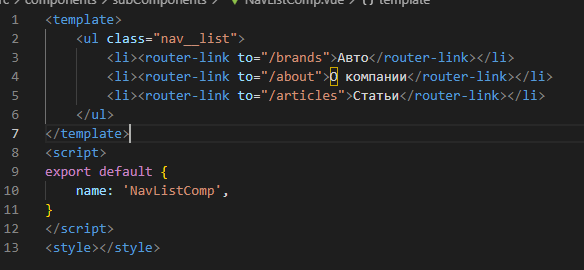 components > subComponents > NavListComp.vue > {} template
1 <template>
2 <ul class="nav__list">
3 <li><router-link to="/brands">Авто</router-link></li>
4 <li><router-link to="/about">О компании</router-link></li>
5 <li><router-link to="/articles">Статьи</router-link></li>
6 </ul>
7 </template>
8 <script>
9 export default {
10 name: 'NavListComp',
11 }
12 </script>
13 <style></style>